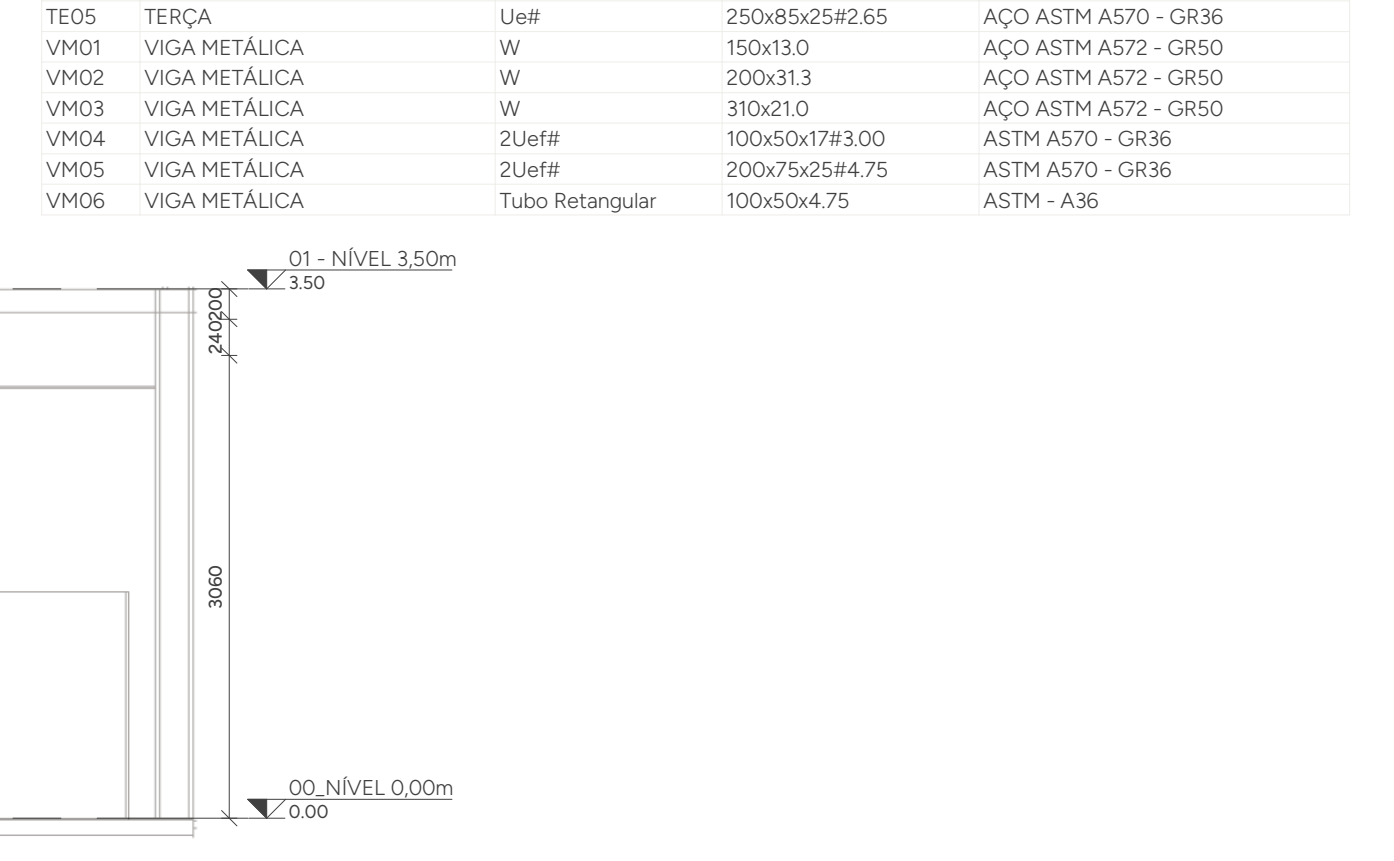 TE05 TERÇA Ue# 250x85x25#2.65 AÇO ASTM A570 - GR36
VM01 VIGA METÁLICA W 150x13.0 AÇO ASTM A572 - GR50
VM02 VIGA METÁLICA W 200x31.3 AÇO ASTM A572 - GR50
VM03 VIGA METÁLICA W 310x21.0 AÇO ASTM A572 - GR50
VM04 VIGA METÁLICA 2Uef# 100x50x17#3.00 ASTM A570 - GR36
VM05 VIGA METÁLICA 2Uef# 200x75x25#4.75 ASTM A570 - GR36
VM06 VIGA METÁLICA Tubo Retangular 100x50x4.75 ASTM - A36
01 - NÍVEL 3,50m
3.50
200
240
3060
00_NÍVEL 0,00m
0.00